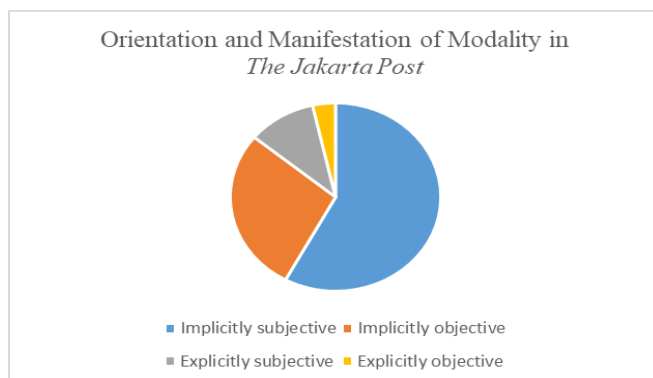 Orientation and Manifestation of Modality in
The Jakarta Post
Implicitly subjective Implicitly objective
Explicitly subjective Explicitly objective